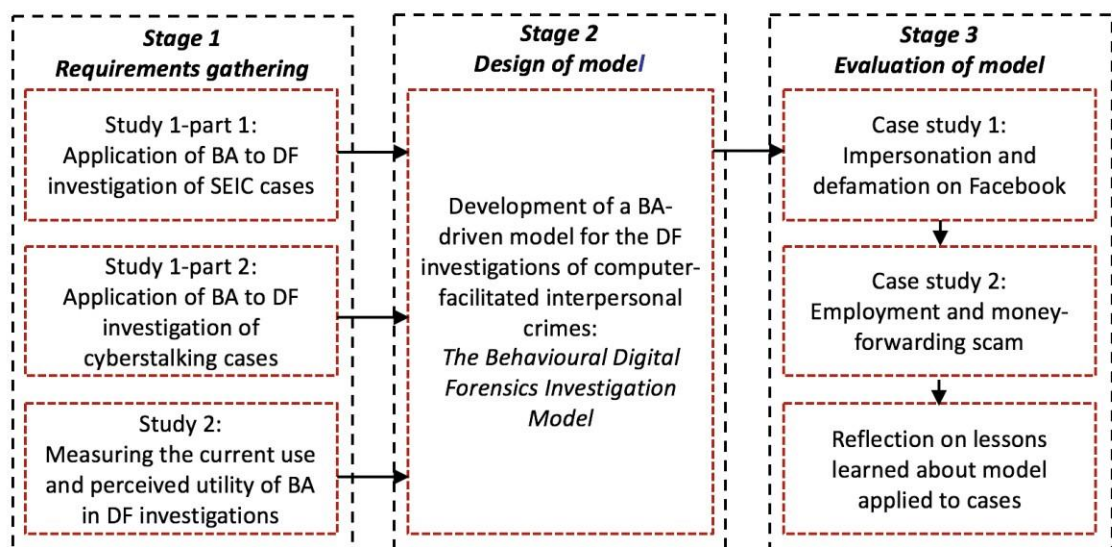 Stage 1
Requirements gathering
Study 1-part 1:
Application of BA to DF
investigation of SEIC cases
Study 1-part 2:
Application of BA to DF
investigation of
cyberstalking cases
Study 2:
Measuring the current use
and perceived utility of BA
in DF investigations
Stage 2
Design of model
Development of a BA-
driven model for the DF
investigations of computer-
facilitated interpersonal
crimes:
The Behavioural Digital
Forensics Investigation
Model
Stage 3
Evaluation of model
Case study 1:
Impersonation and
defamation on Facebook
Case study 2:
Employment and money-
forwarding scam
Reflection on lessons
learned about model
applied to cases